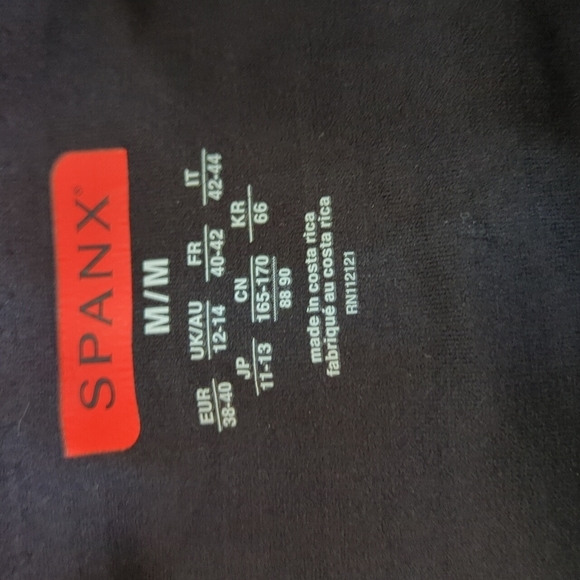 SPANX®
M/M
EUR UK/AU FR IT
38-40 12-14 40-42 42-44
JP CN KR
11-13 165-170 66
88 90
made in costa rica
fabriqué au costa rica
RN112121